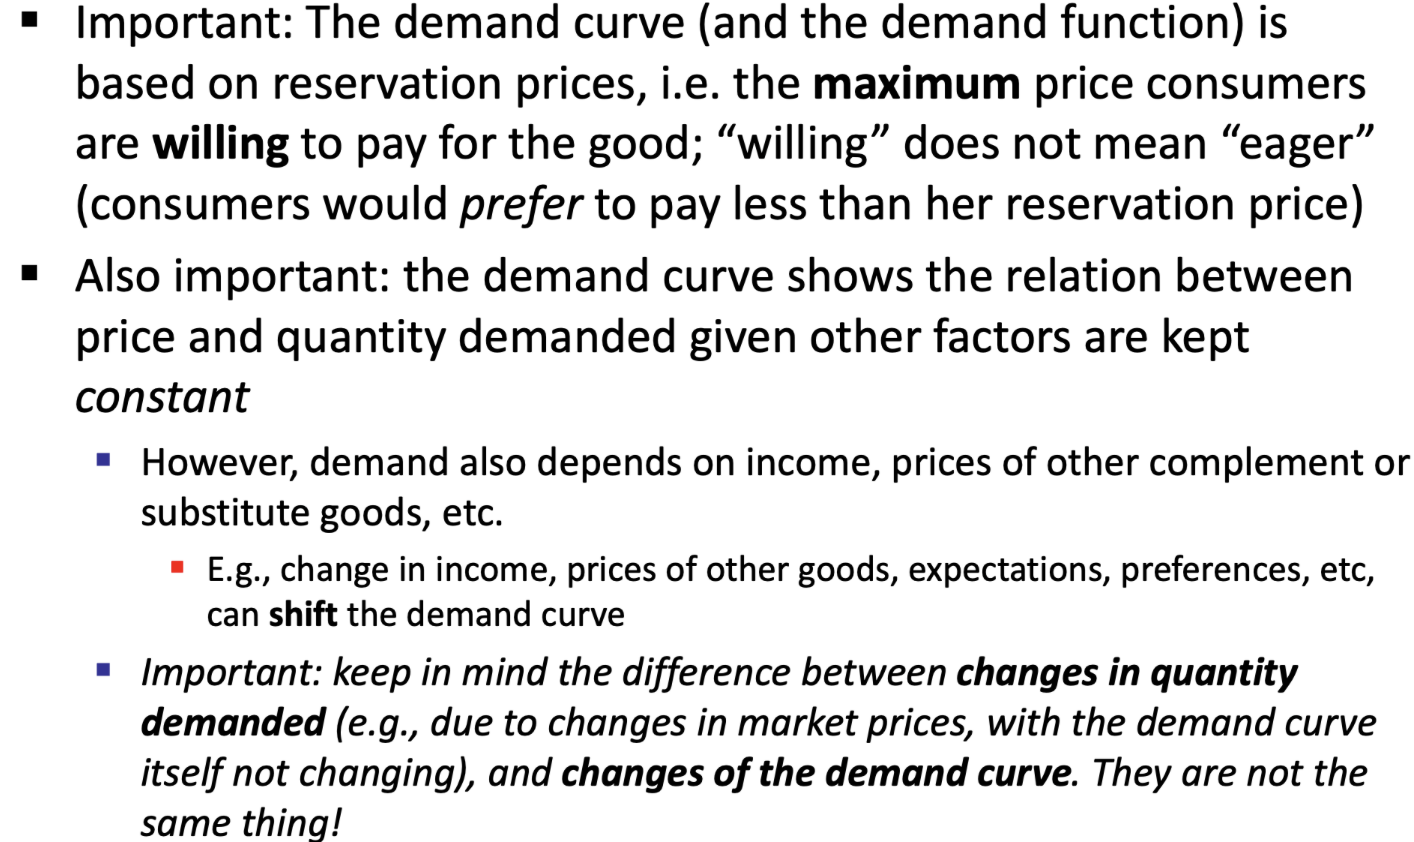 ▪ Important: The demand curve (and the demand function) is
based on reservation prices, i.e. the maximum price consumers
are willing to pay for the good; “willing” does not mean “eager”
(consumers would prefer to pay less than her reservation price)
▪ Also important: the demand curve shows the relation between
price and quantity demanded given other factors are kept
constant
▪ However, demand also depends on income, prices of other complement or
substitute goods, etc.
▪ E.g., change in income, prices of other goods, expectations, preferences, etc,
can shift the demand curve
▪ Important: keep in mind the difference between changes in quantity
demanded (e.g., due to changes in market prices, with the demand curve
itself not changing), and changes of the demand curve. They are not the
same thing!